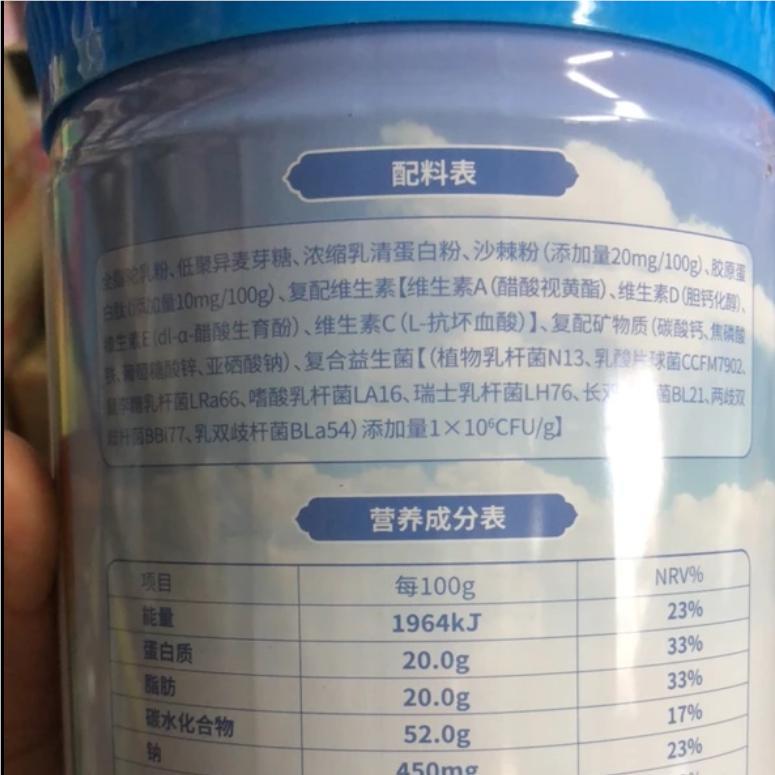 配料表
全脂驼乳粉、低聚异麦芽糖、浓缩乳清蛋白粉、沙棘粉(添加量20mg/100g)、胶原蛋
白肽(添加量10mg/100g)、复配维生素【维生素A(醋酸视黄酯)、维生素D(胆钙化醇)、
维生素E(dl-α-醋酸生育酚)、维生素C(L-抗坏血酸)】、复配矿物质(碳酸钙、焦磷酸
铁、葡萄糖酸锌、亚硒酸钠)、复合益生菌【(植物乳杆菌N13、乳酸片球菌CCFM7902、
鼠李糖乳杆菌LRa66、嗜酸乳杆菌LA16、瑞士乳杆菌LH76、长双 菌BL21、两歧双
歧杆菌BBi77、乳双歧杆菌BLa54)添加量1×10⁶CFU/g】
营养成分表
项目 每100g NRV%
能量 1964kJ 23%
蛋白质 20.0g 33%
脂肪 20.0g 33%
碳水化合物 52.0g 17%
钠 450mg 23%